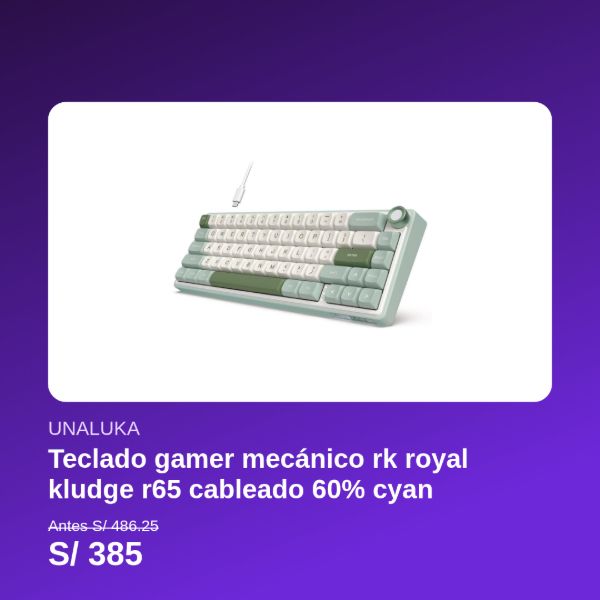 UNALUKA
Teclado gamer mecánico rk royal
kludge r65 cableado 60% cyan
Antes S/ 486.25
S/ 385